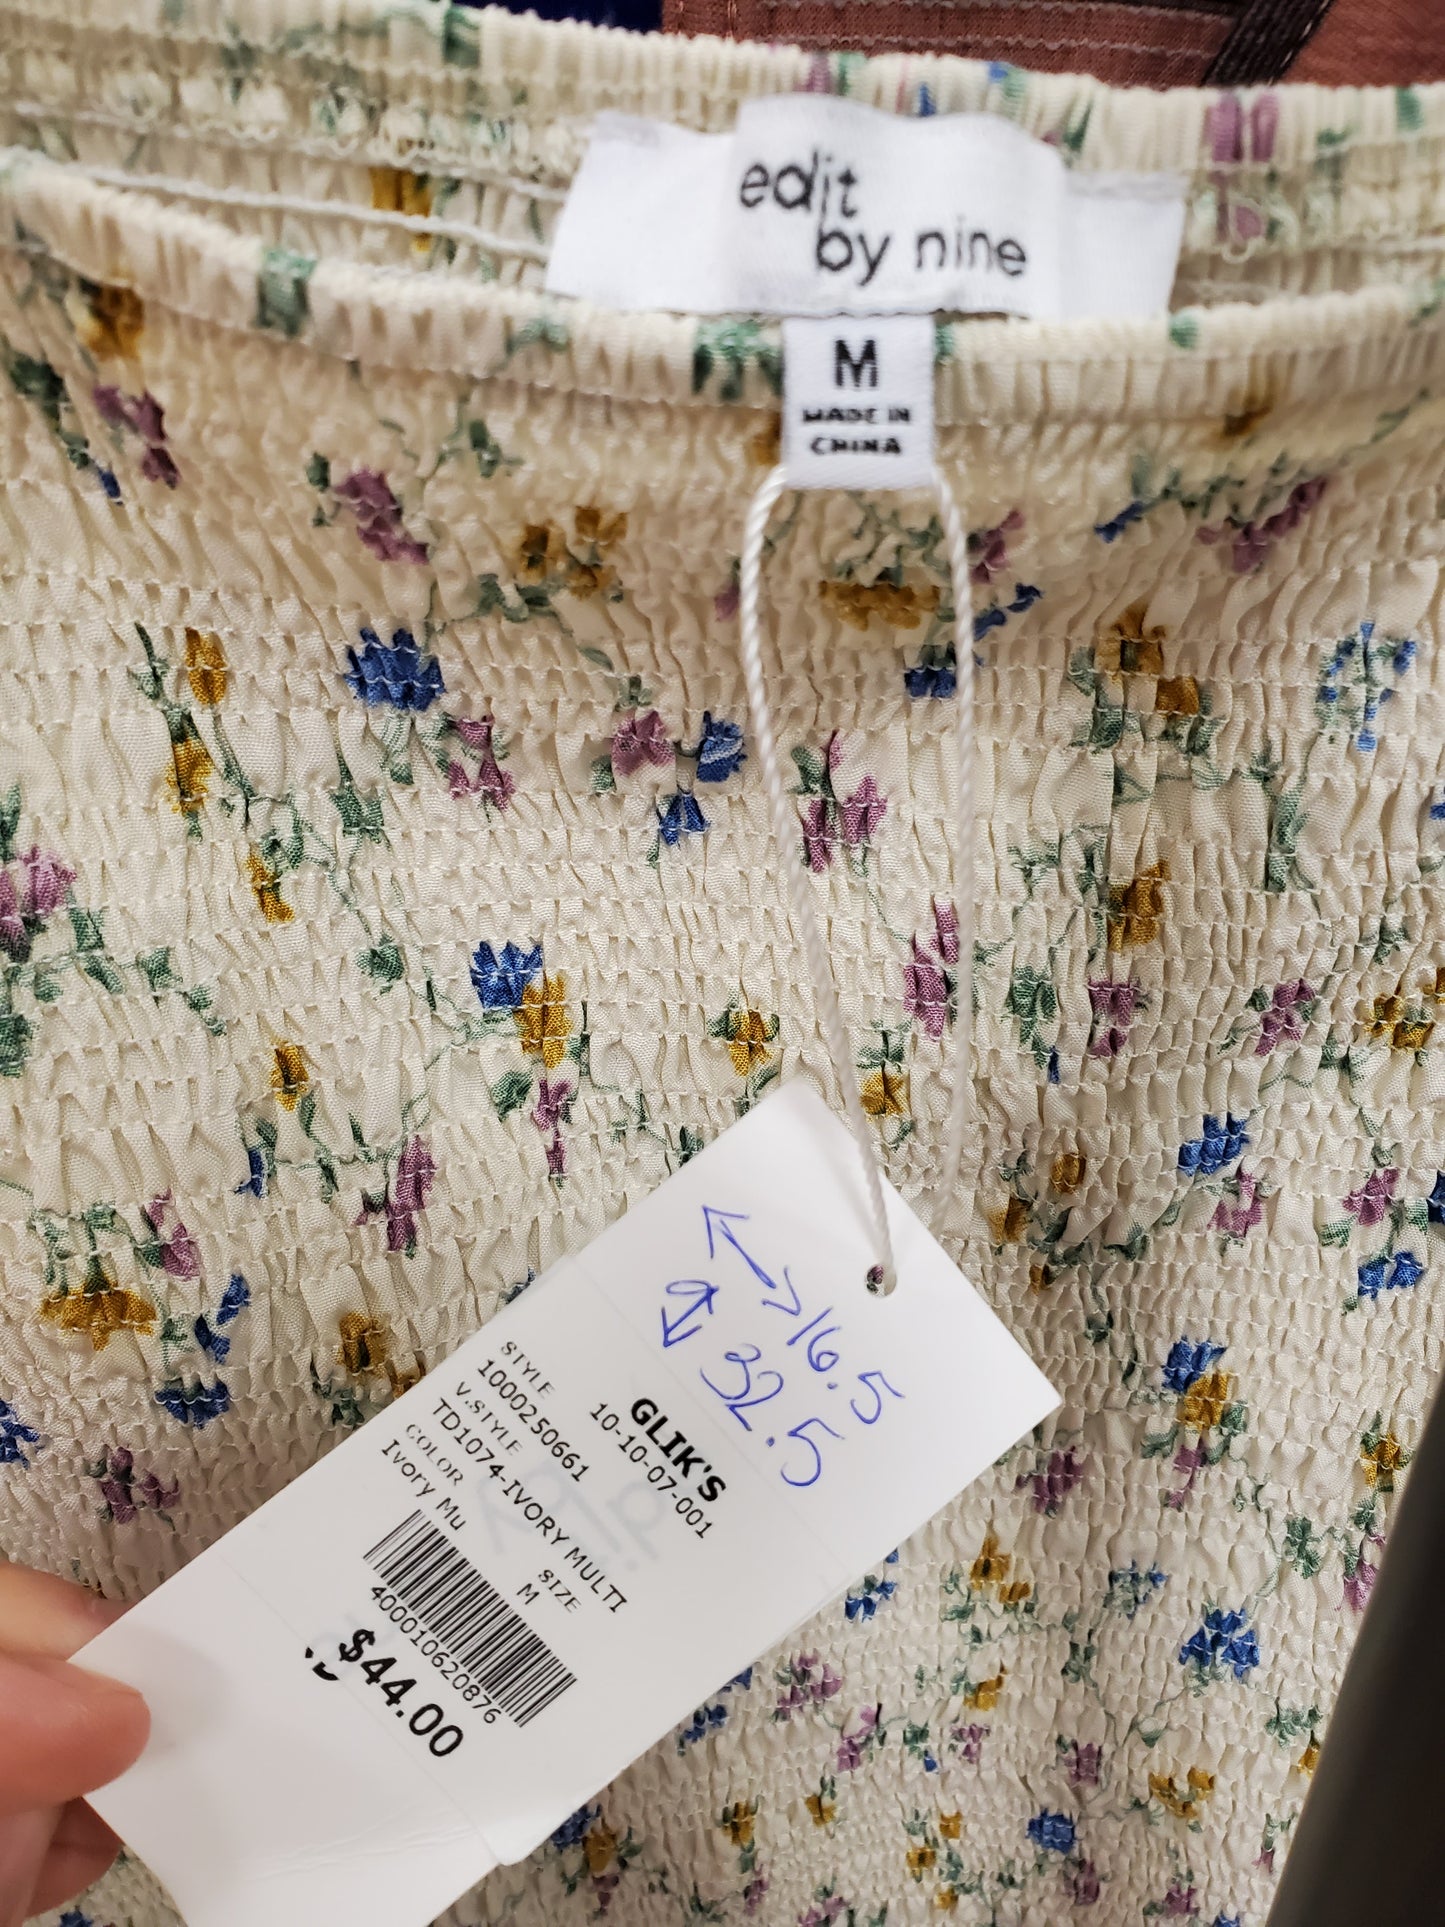 edit
by nine
M
MADE IN
CHINA
16.5
32.5
GLIK'S
10-10-07-001
STYLE
1000250661
V.STYLE
TD1074-IVORY MULTI
COLOR SIZE
Ivory Mu M
400010620876
$44.00